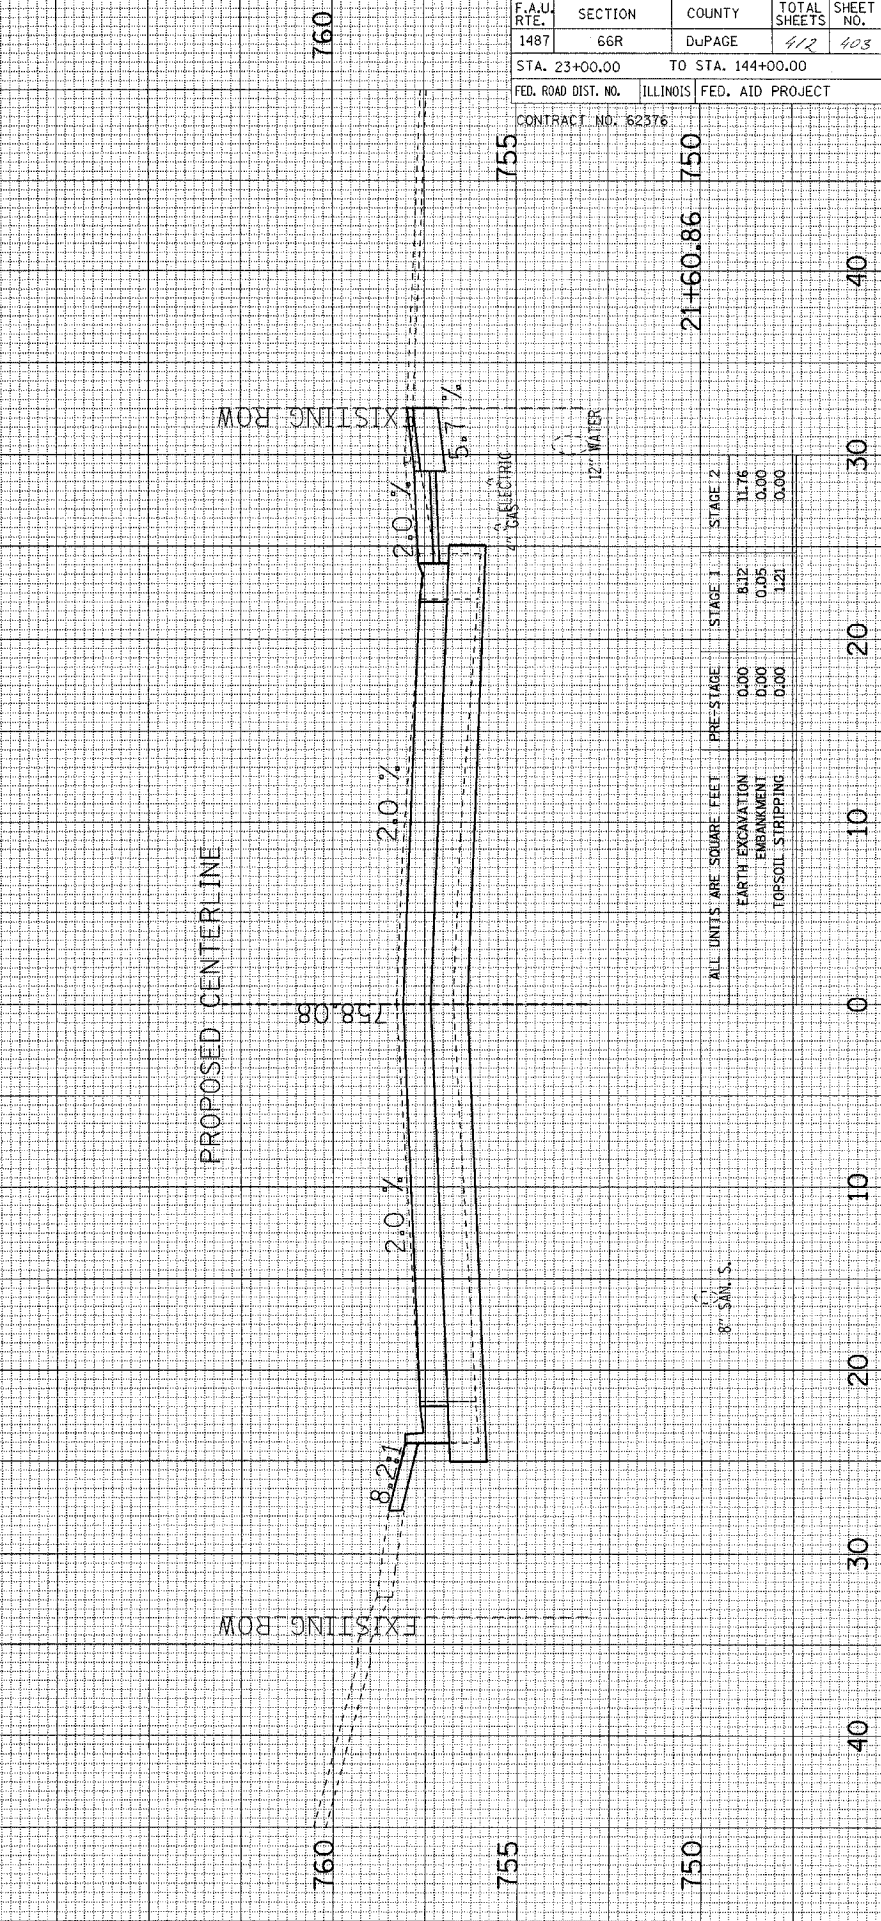 F.A.U. RTE. SECTION COUNTY TOTAL SHEETS SHEET NO.
1487 66R DuPAGE 412 403
STA. 23+00.00 TO STA. 144+00.00
FED. ROAD DIST. NO. ILLINOIS FED. AID PROJECT
CONTRACT NO. 62376
760
755
750
21+60.86
EXISTING ROW
5.7 %
2.0 %
12" WATER
ELECTRIC
GAS
2.0 %
PROPOSED CENTERLINE
758.08
2.0 %
8" SAN. S.
8.2:1
EXISTING ROW
ALL UNITS ARE SQUARE FEET PRE-STAGE STAGE 1 STAGE 2
EARTH EXCAVATION 0.00 8.12 11.76
EMBANKMENT 0.00 0.05 0.00
TOPSOIL STRIPPING 0.00 1.21 0.00
40
30
20
10
0
10
20
30
40
760
755
750